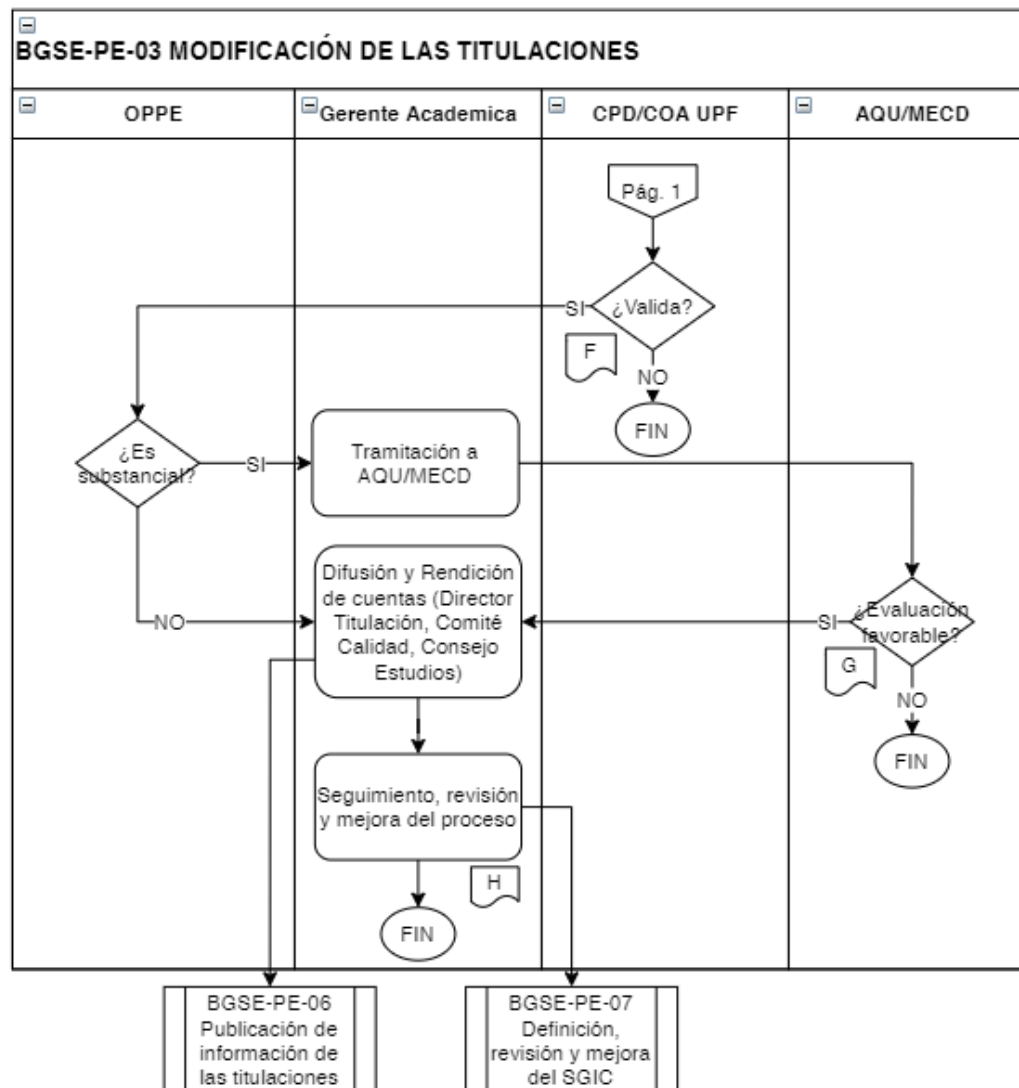 BGSE-PE-03 MODIFICACIÓN DE LAS TITULACIONES
OPPE
Gerente Academica
CPD/COA UPF
AQU/MECD
Pág. 1
¿Valida?
SI
F
NO
FIN
¿Es
substancial?
SI
Tramitación a
AQU/MECD
NO
Difusión y Rendición
de cuentas (Director
Titulación, Comité
Calidad, Consejo
Estudios)
SI
¿Evaluación
favorable?
G
NO
FIN
Seguimiento, revisión
y mejora del proceso
H
FIN
BGSE-PE-06
Publicación de
información de
las titulaciones
BGSE-PE-07
Definición,
revisión y mejora
del SGIC